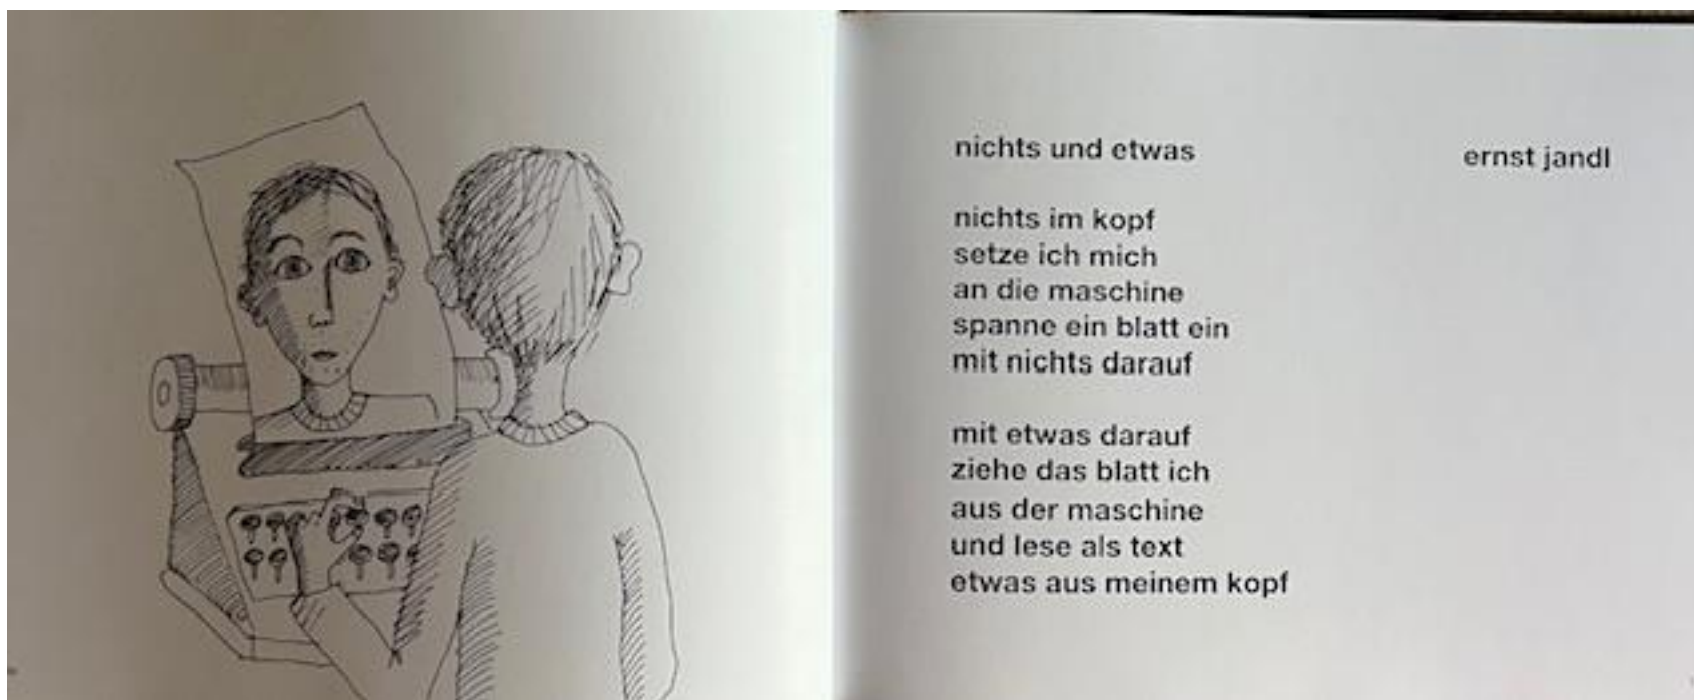 nichts und etwas
ernst jandl
nichts im kopf
setze ich mich
an die maschine
spanne ein blatt ein
mit nichts darauf
mit etwas darauf
ziehe das blatt ich
aus der maschine
und lese als text
etwas aus meinem kopf